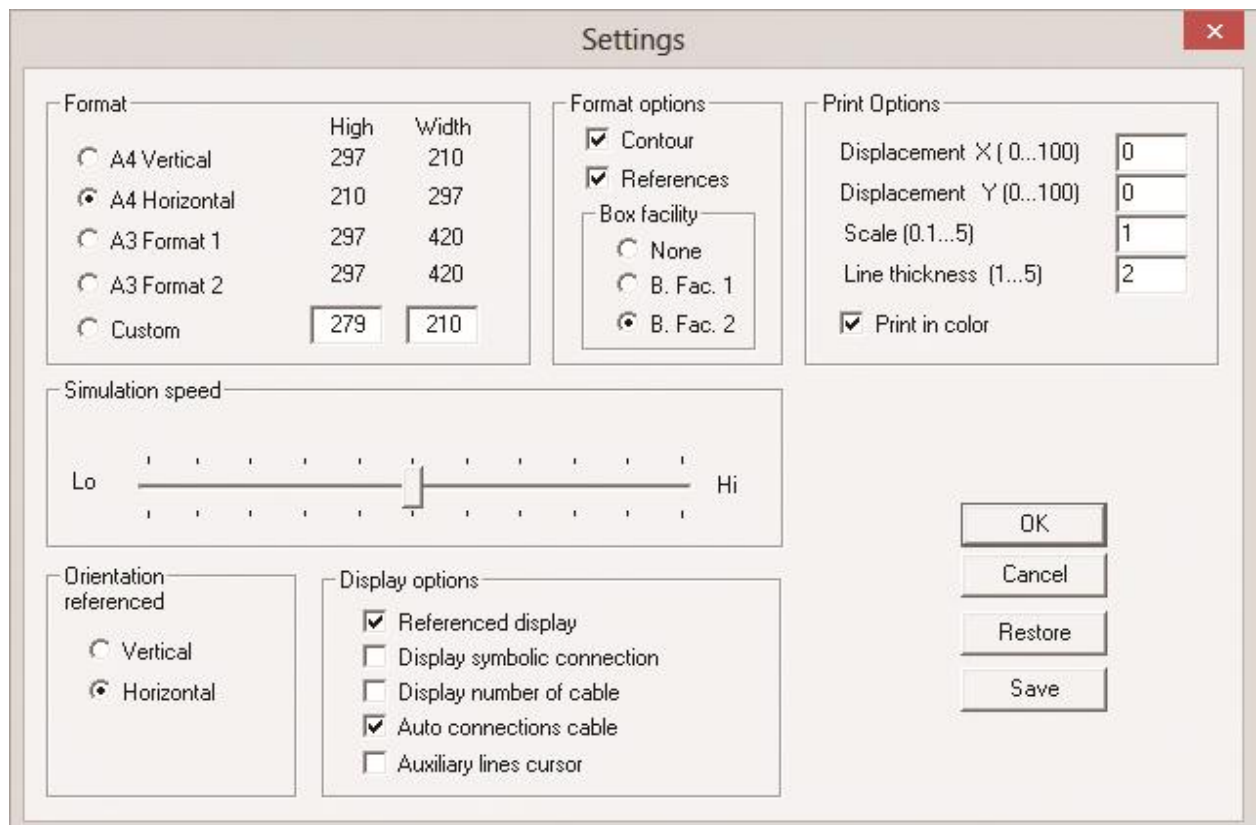 Settings
Format
High Width
A4 Vertical 297 210
A4 Horizontal 210 297
A3 Format 1 297 420
A3 Format 2 297 420
Custom 279 210
Format options
Contour
References
Box facility
None
B. Fac. 1
B. Fac. 2
Print Options
Displacement X ( 0...100) 0
Displacement Y (0...100) 0
Scale (0.1...5) 1
Line thickness (1...5) 2
Print in color
Simulation speed
Lo Hi
Orientation
referenced
Vertical
Horizontal
Display options
Referenced display
Display symbolic connection
Display number of cable
Auto connections cable
Auxiliary lines cursor
OK
Cancel
Restore
Save